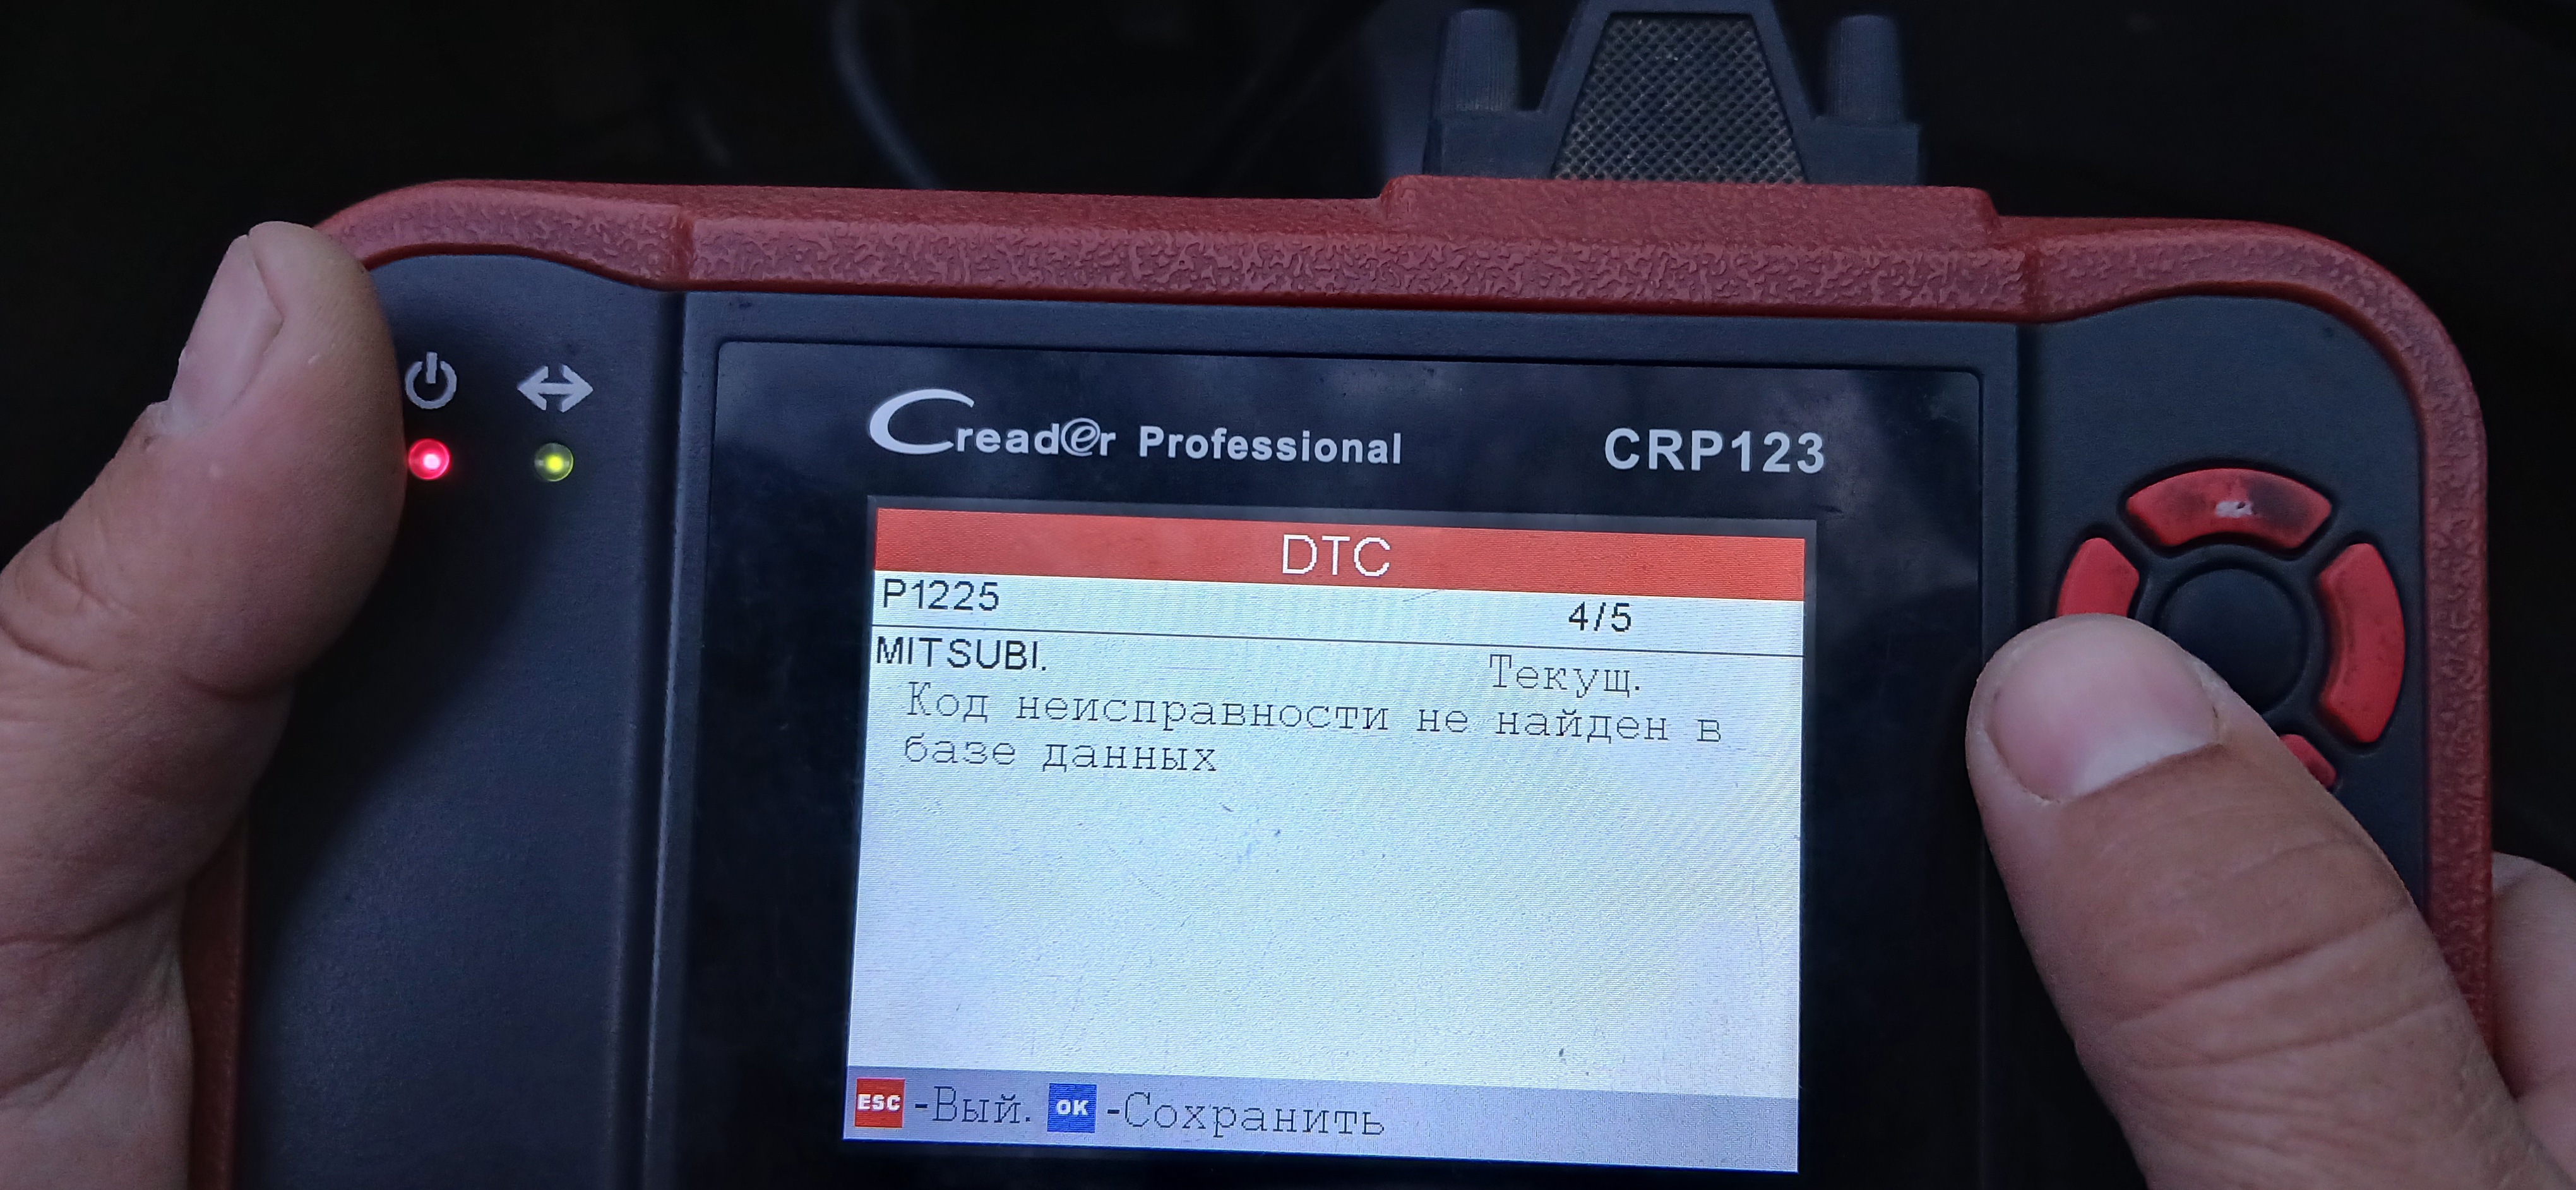 Creader Professional CRP123
DTC
P1225 4/5
MITSUBI. Текущ.
Код неисправности не найден в
базе данных
ESC -Вый. OK -Сохранить